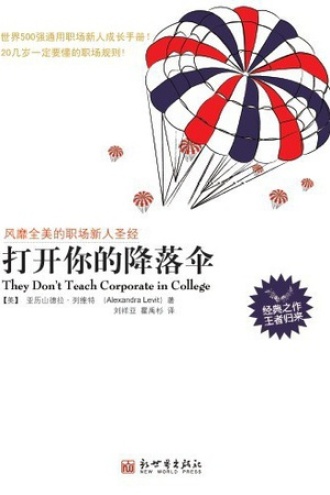 世界500强通用职场新人成长手册!
20几岁一定要懂的职场规则!
风靡全美的职场新人圣经
打开你的降落伞
They Don't Teach Corporate in College
【美】 亚历山德拉·列维特 (Alexandra Levit) 著
刘祥亚 瞿禹杉 译
经典之作
王者归来
新世界出版社